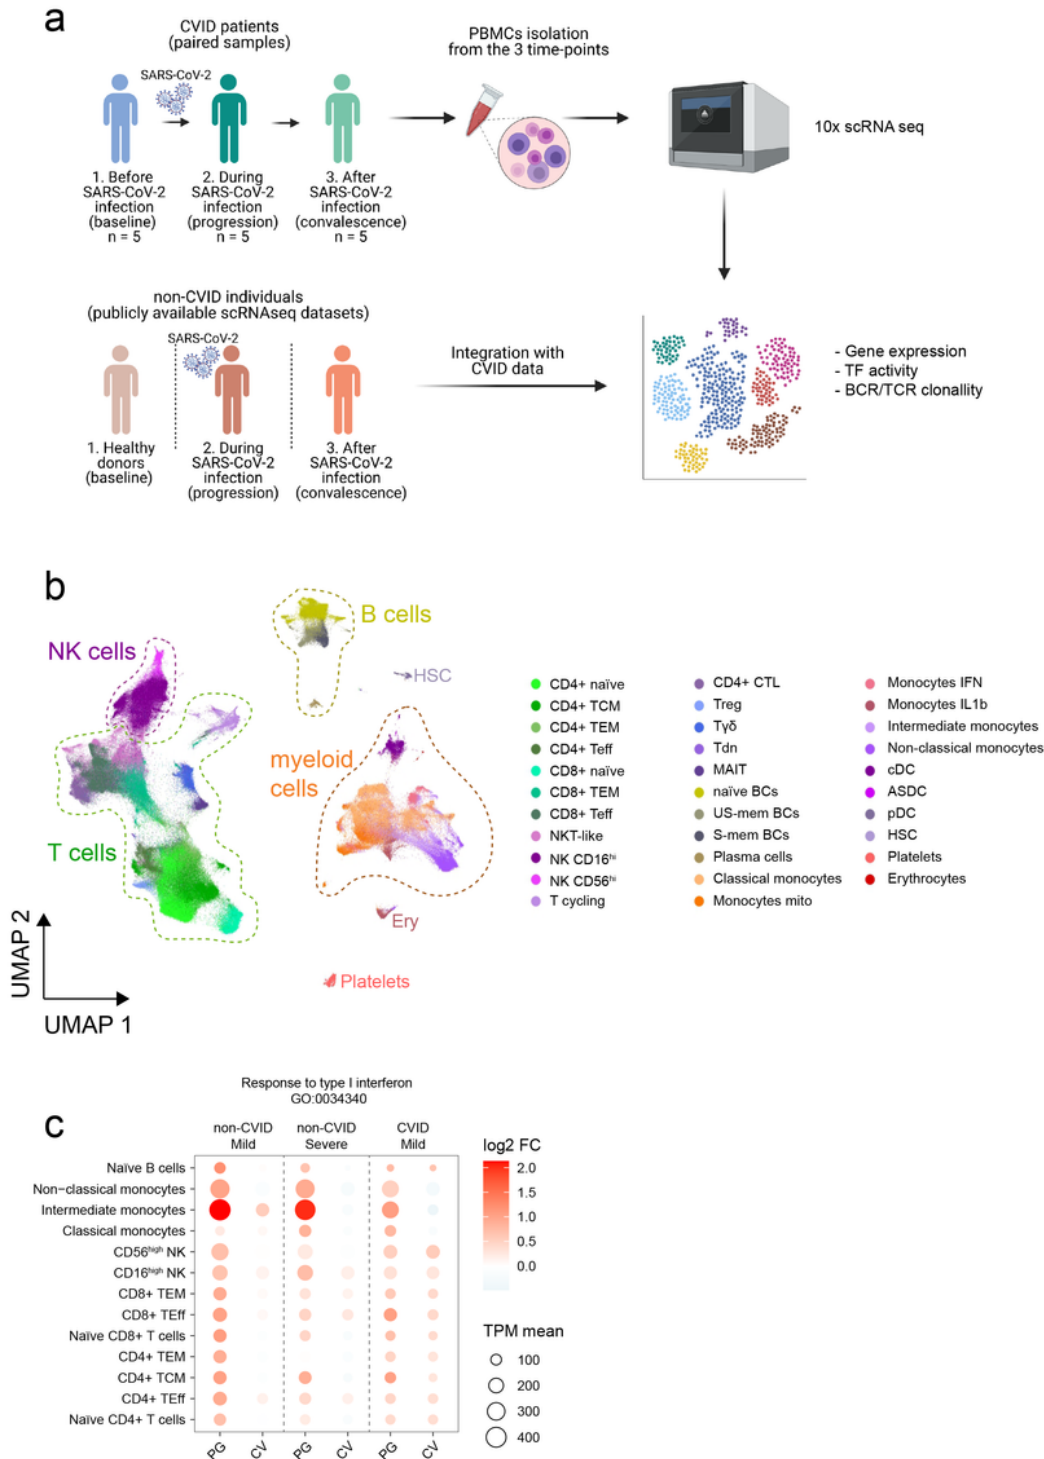 a
CVID patients
(paired samples)
SARS-CoV-2
1. Before
SARS-CoV-2
infection
(baseline)
n = 5
2. During
SARS-CoV-2
infection
(progression)
n = 5
3. After
SARS-CoV-2
infection
(convalescence)
n = 5
PBMCs isolation
from the 3 time-points
10x scRNA seq
non-CVID individuals
(publicly available scRNAseq datasets)
SARS-CoV-2
1. Healthy
donors
(baseline)
2. During
SARS-CoV-2
infection
(progression)
3. After
SARS-CoV-2
infection
(convalescence)
Integration with
CVID data
- Gene expression
- TF activity
- BCR/TCR clonallity
b
NK cells
T cells
B cells
HSC
myeloid
cells
Ery
Platelets
UMAP 2
UMAP 1
CD4+ naïve
CD4+ TCM
CD4+ TEM
CD4+ Teff
CD8+ naïve
CD8+ TEM
CD8+ Teff
NKT-like
NK CD16hi
NK CD56hi
T cycling
CD4+ CTL
Treg
Tγδ
Tdn
MAIT
naïve BCs
US-mem BCs
S-mem BCs
Plasma cells
Classical monocytes
Monocytes mito
Monocytes IFN
Monocytes IL1b
Intermediate monocytes
Non-classical monocytes
cDC
ASDC
pDC
HSC
Platelets
Erythrocytes
c
Response to type I interferon
GO:0034340
non-CVID
Mild
non-CVID
Severe
CVID
Mild
Naïve B cells
Non-classical monocytes
Intermediate monocytes
Classical monocytes
CD56high NK
CD16high NK
CD8+ TEM
CD8+ TEff
Naïve CD8+ T cells
CD4+ TEM
CD4+ TCM
CD4+ TEff
Naïve CD4+ T cells
PG
CV
PG
CV
PG
CV
log2 FC
2.0
1.5
1.0
0.5
0.0
TPM mean
100
200
300
400